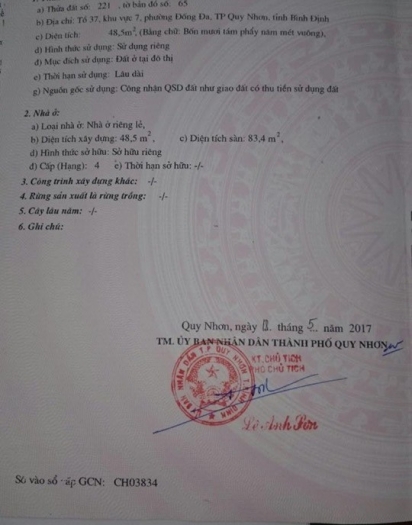 a) Thửa đất số: 221 , tờ bản đồ số: 65
b) Địa chỉ: Tổ 37, khu vực 7, phường Đống Đa, TP Quy Nhơn, tỉnh Bình Định
c) Diện tích: 48,5m², (Bằng chữ: Bốn mươi tám phẩy năm mét vuông),
d) Hình thức sử dụng: Sử dụng riêng
đ) Mục đích sử dụng: Đất ở tại đô thị
e) Thời hạn sử dụng: Lâu dài
g) Nguồn gốc sử dụng: Công nhận QSD đất như giao đất có thu tiền sử dụng đất
2. Nhà ở:
a) Loại nhà ở: Nhà ở riêng lẻ,
b) Diện tích xây dựng: 48,5 m², c) Diện tích sàn: 83,4 m²,
d) Hình thức sở hữu: Sở hữu riêng
đ) Cấp (Hạng): 4 e) Thời hạn sở hữu: -/-
3. Công trình xây dựng khác: -/-
4. Rừng sản xuất là rừng trồng: -/-
5. Cây lâu năm: -/-
6. Ghi chú:
Quy Nhơn, ngày tháng 5 năm 2017
TM. ỦY BAN NHÂN DÂN THÀNH PHỐ QUY NHƠN
KT. CHỦ TỊCH
PHÓ CHỦ TỊCH
Lê Anh
Số vào sổ cấp GCN: CH03834